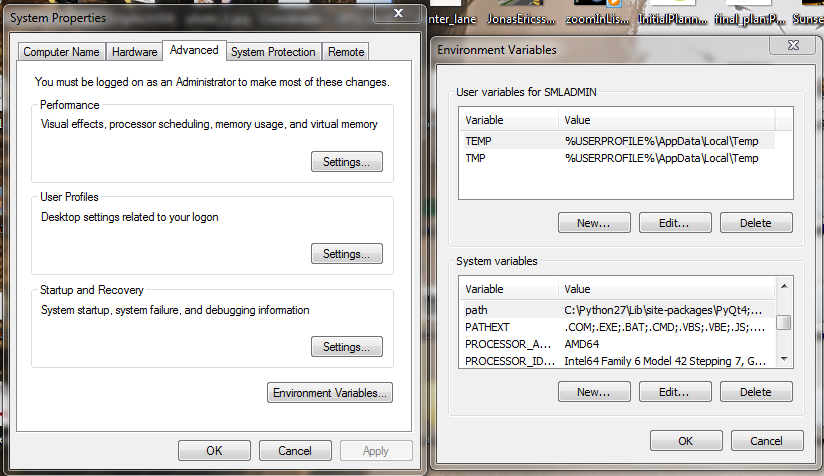 System Properties
Computer Name Hardware Advanced System Protection Remote
You must be logged on as an Administrator to make most of these changes.
Performance
Visual effects, processor scheduling, memory usage, and virtual memory
Settings...
User Profiles
Desktop settings related to your logon
Settings...
Startup and Recovery
System startup, system failure, and debugging information
Settings...
Environment Variables...
OK Cancel Apply
nter_lane JonasEricss... zoomInLis... InitialPlann... final_planP... Sunse
Environment Variables
User variables for SMLADMIN
Variable Value
TEMP %USERPROFILE%\AppData\Local\Temp
TMP %USERPROFILE%\AppData\Local\Temp
New... Edit... Delete
System variables
Variable Value
path C:\Python27\Lib\site-packages\PyQt4;...
PATHEXT .COM;.EXE;.BAT;.CMD;.VBS;.VBE;.JS;....
PROCESSOR_A... AMD64
PROCESSOR_ID... Intel64 Family 6 Model 42 Stepping 7, G...
New... Edit... Delete
OK Cancel